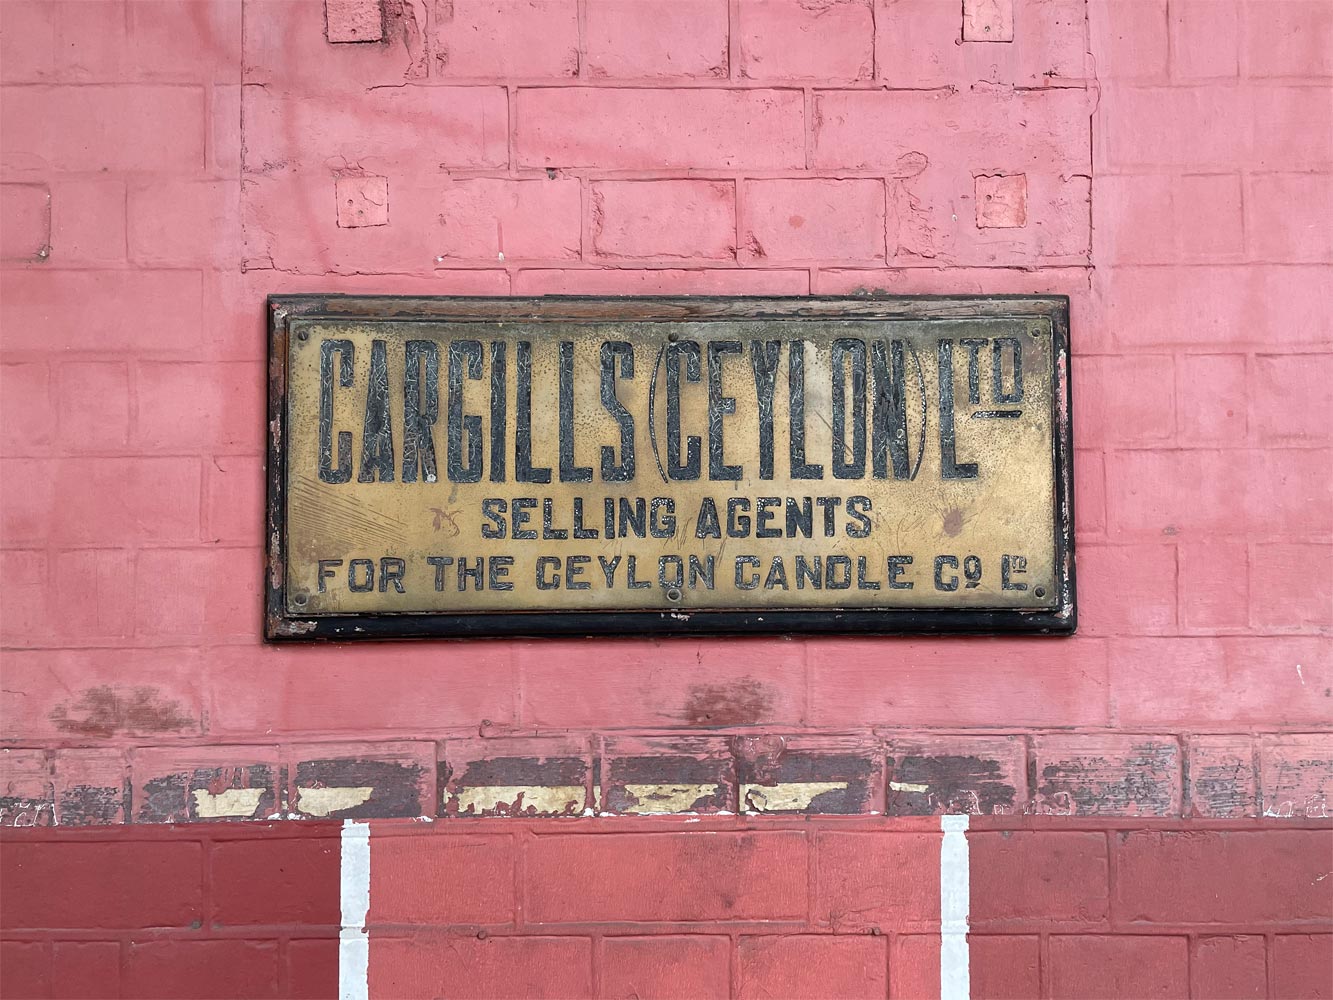 CARGILLS (CEYLON) LTD
SELLING AGENTS
FOR THE CEYLON CANDLE CO LD